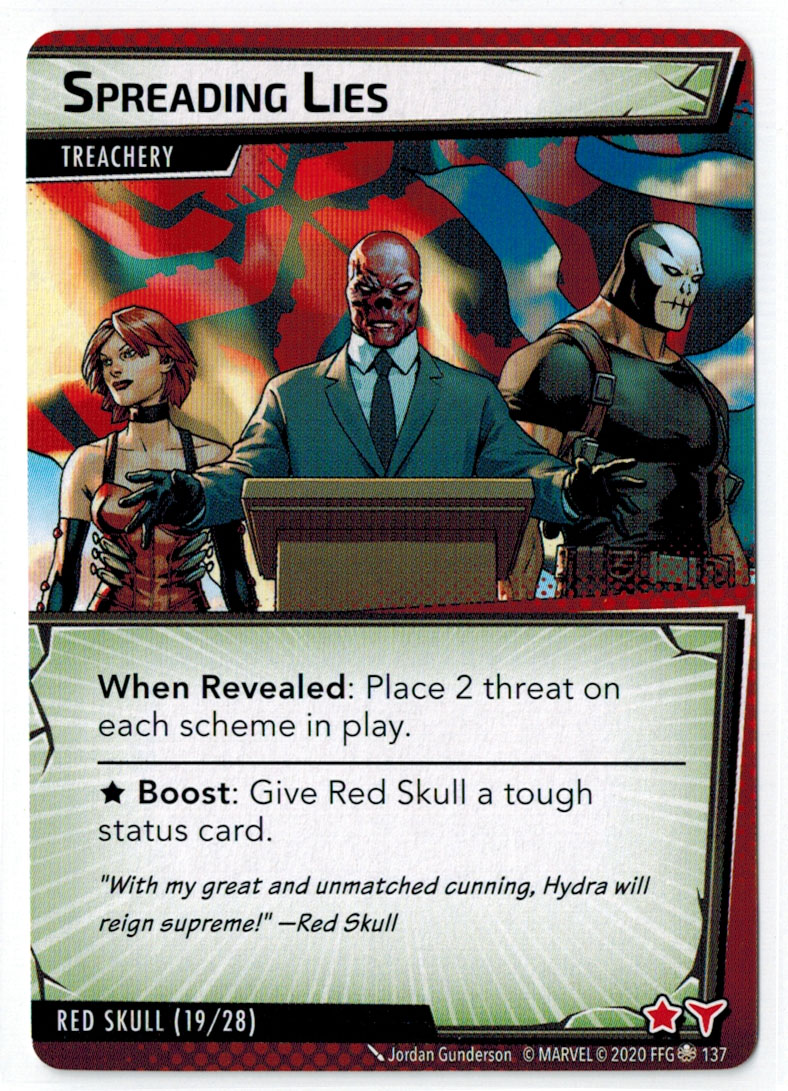 SPREADING LIES
TREACHERY
When Revealed: Place 2 threat on
each scheme in play.
★ Boost: Give Red Skull a tough
status card.
"With my great and unmatched cunning, Hydra will
reign supreme!" —Red Skull
RED SKULL (19/28)
Jordan Gunderson © MARVEL © 2020 FFG 137